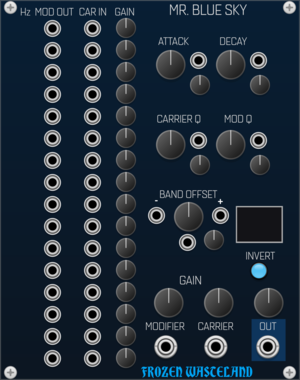 MR. BLUE SKY
Hz MOD OUT CAR IN GAIN
ATTACK DECAY
CARRIER Q MOD Q
BAND OFFSET
- +
INVERT
GAIN
MODIFIER CARRIER OUT
FROZEN WASTELAND